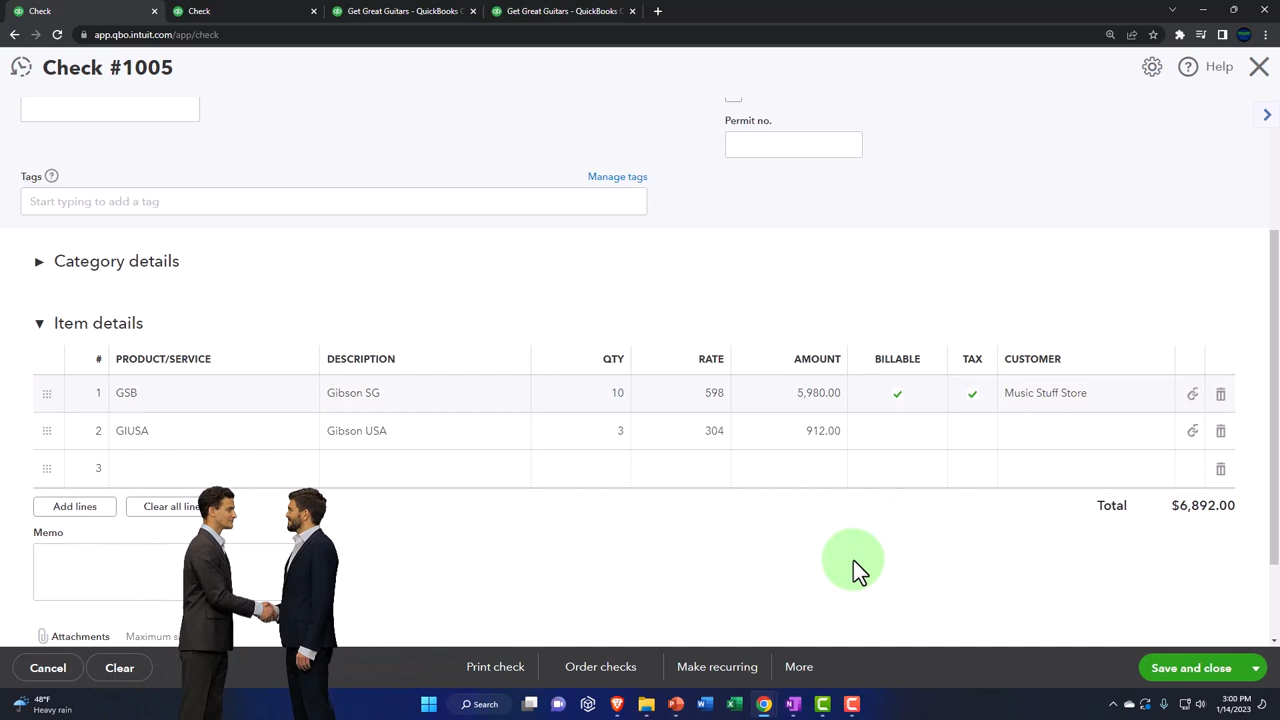 Check
Check
Get Great Guitars - QuickBooks
Get Great Guitars - QuickBooks
app.qbo.intuit.com/app/check
Check #1005
Help
Permit no.
Tags
Manage tags
Start typing to add a tag
Category details
Item details
# PRODUCT/SERVICE DESCRIPTION QTY RATE AMOUNT BILLABLE TAX CUSTOMER
1 GSB Gibson SG 10 598 5,980.00 Music Stuff Store
2 GIUSA Gibson USA 3 304 912.00
3
Add lines Clear all Total $6,892.00
Memo
Attachments Maximum
Cancel Clear Print check Order checks Make recurring More Save and close
48°F
Heavy rain
Search
3:00 PM
1/14/2023